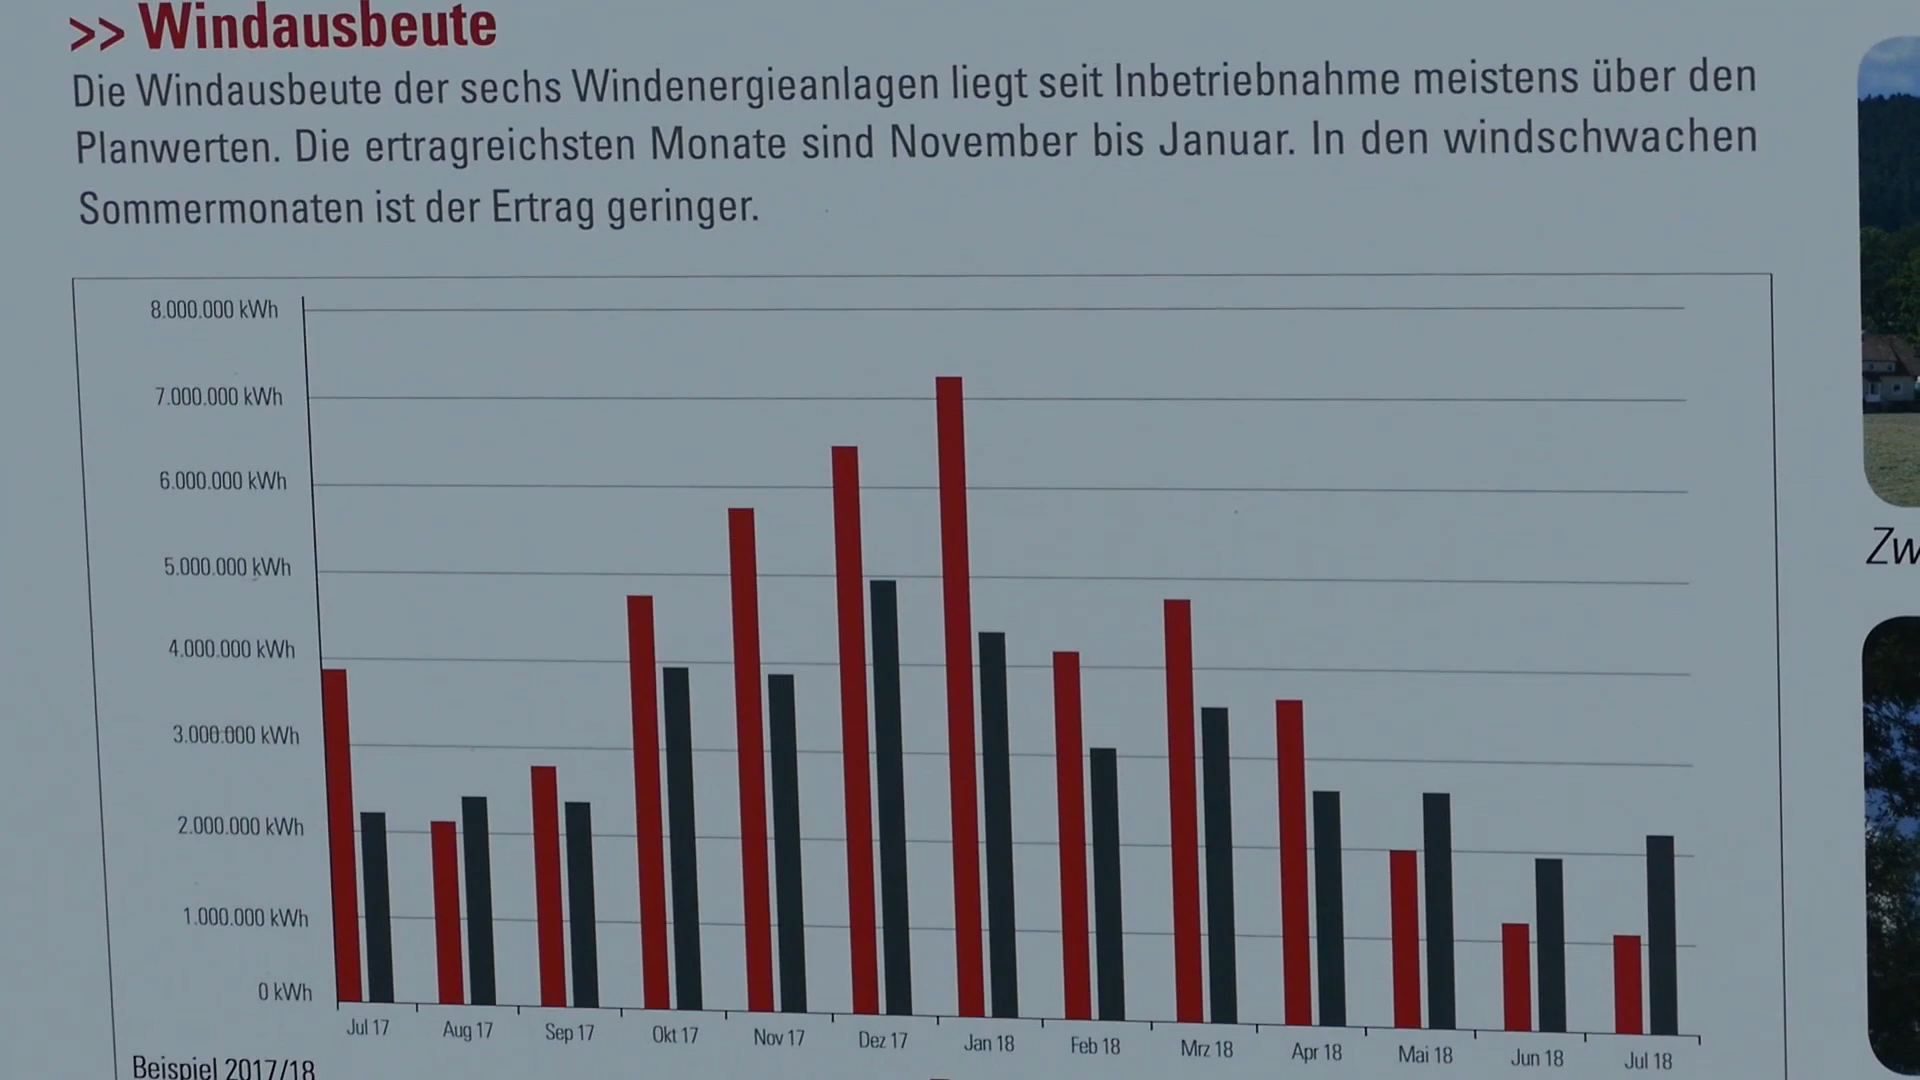 >> Windausbeute
Die Windausbeute der sechs Windenergieanlagen liegt seit Inbetriebnahme meistens über den
Planwerten. Die ertragreichsten Monate sind November bis Januar. In den windschwachen
Sommermonaten ist der Ertrag geringer.
8.000.000 kWh
7.000.000 kWh
6.000.000 kWh
5.000.000 kWh
4.000.000 kWh
3.000.000 kWh
2.000.000 kWh
1.000.000 kWh
0 kWh
Jul 17 Aug 17 Sep 17 Okt 17 Nov 17 Dez 17 Jan 18 Feb 18 Mrz 18 Apr 18 Mai 18 Jun 18 Jul 18
Beispiel 2017/18
Zw